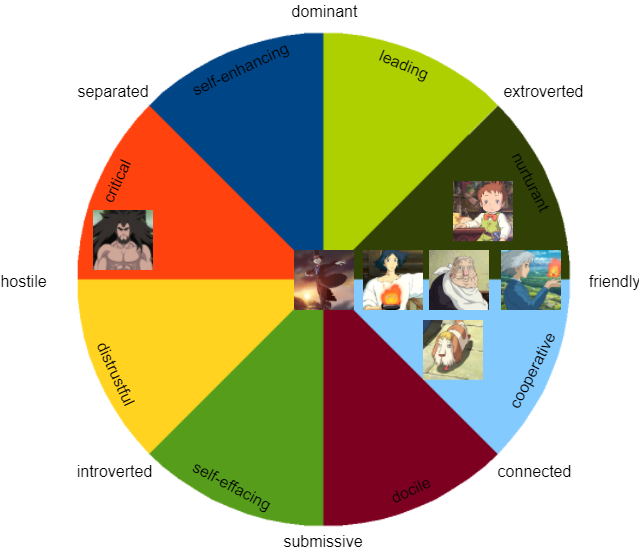 dominant
self-enhancing
leading
separated
extroverted
critical
nurturant
hostile
friendly
distrustful
cooperative
introverted
connected
self-effacing
docile
submissive